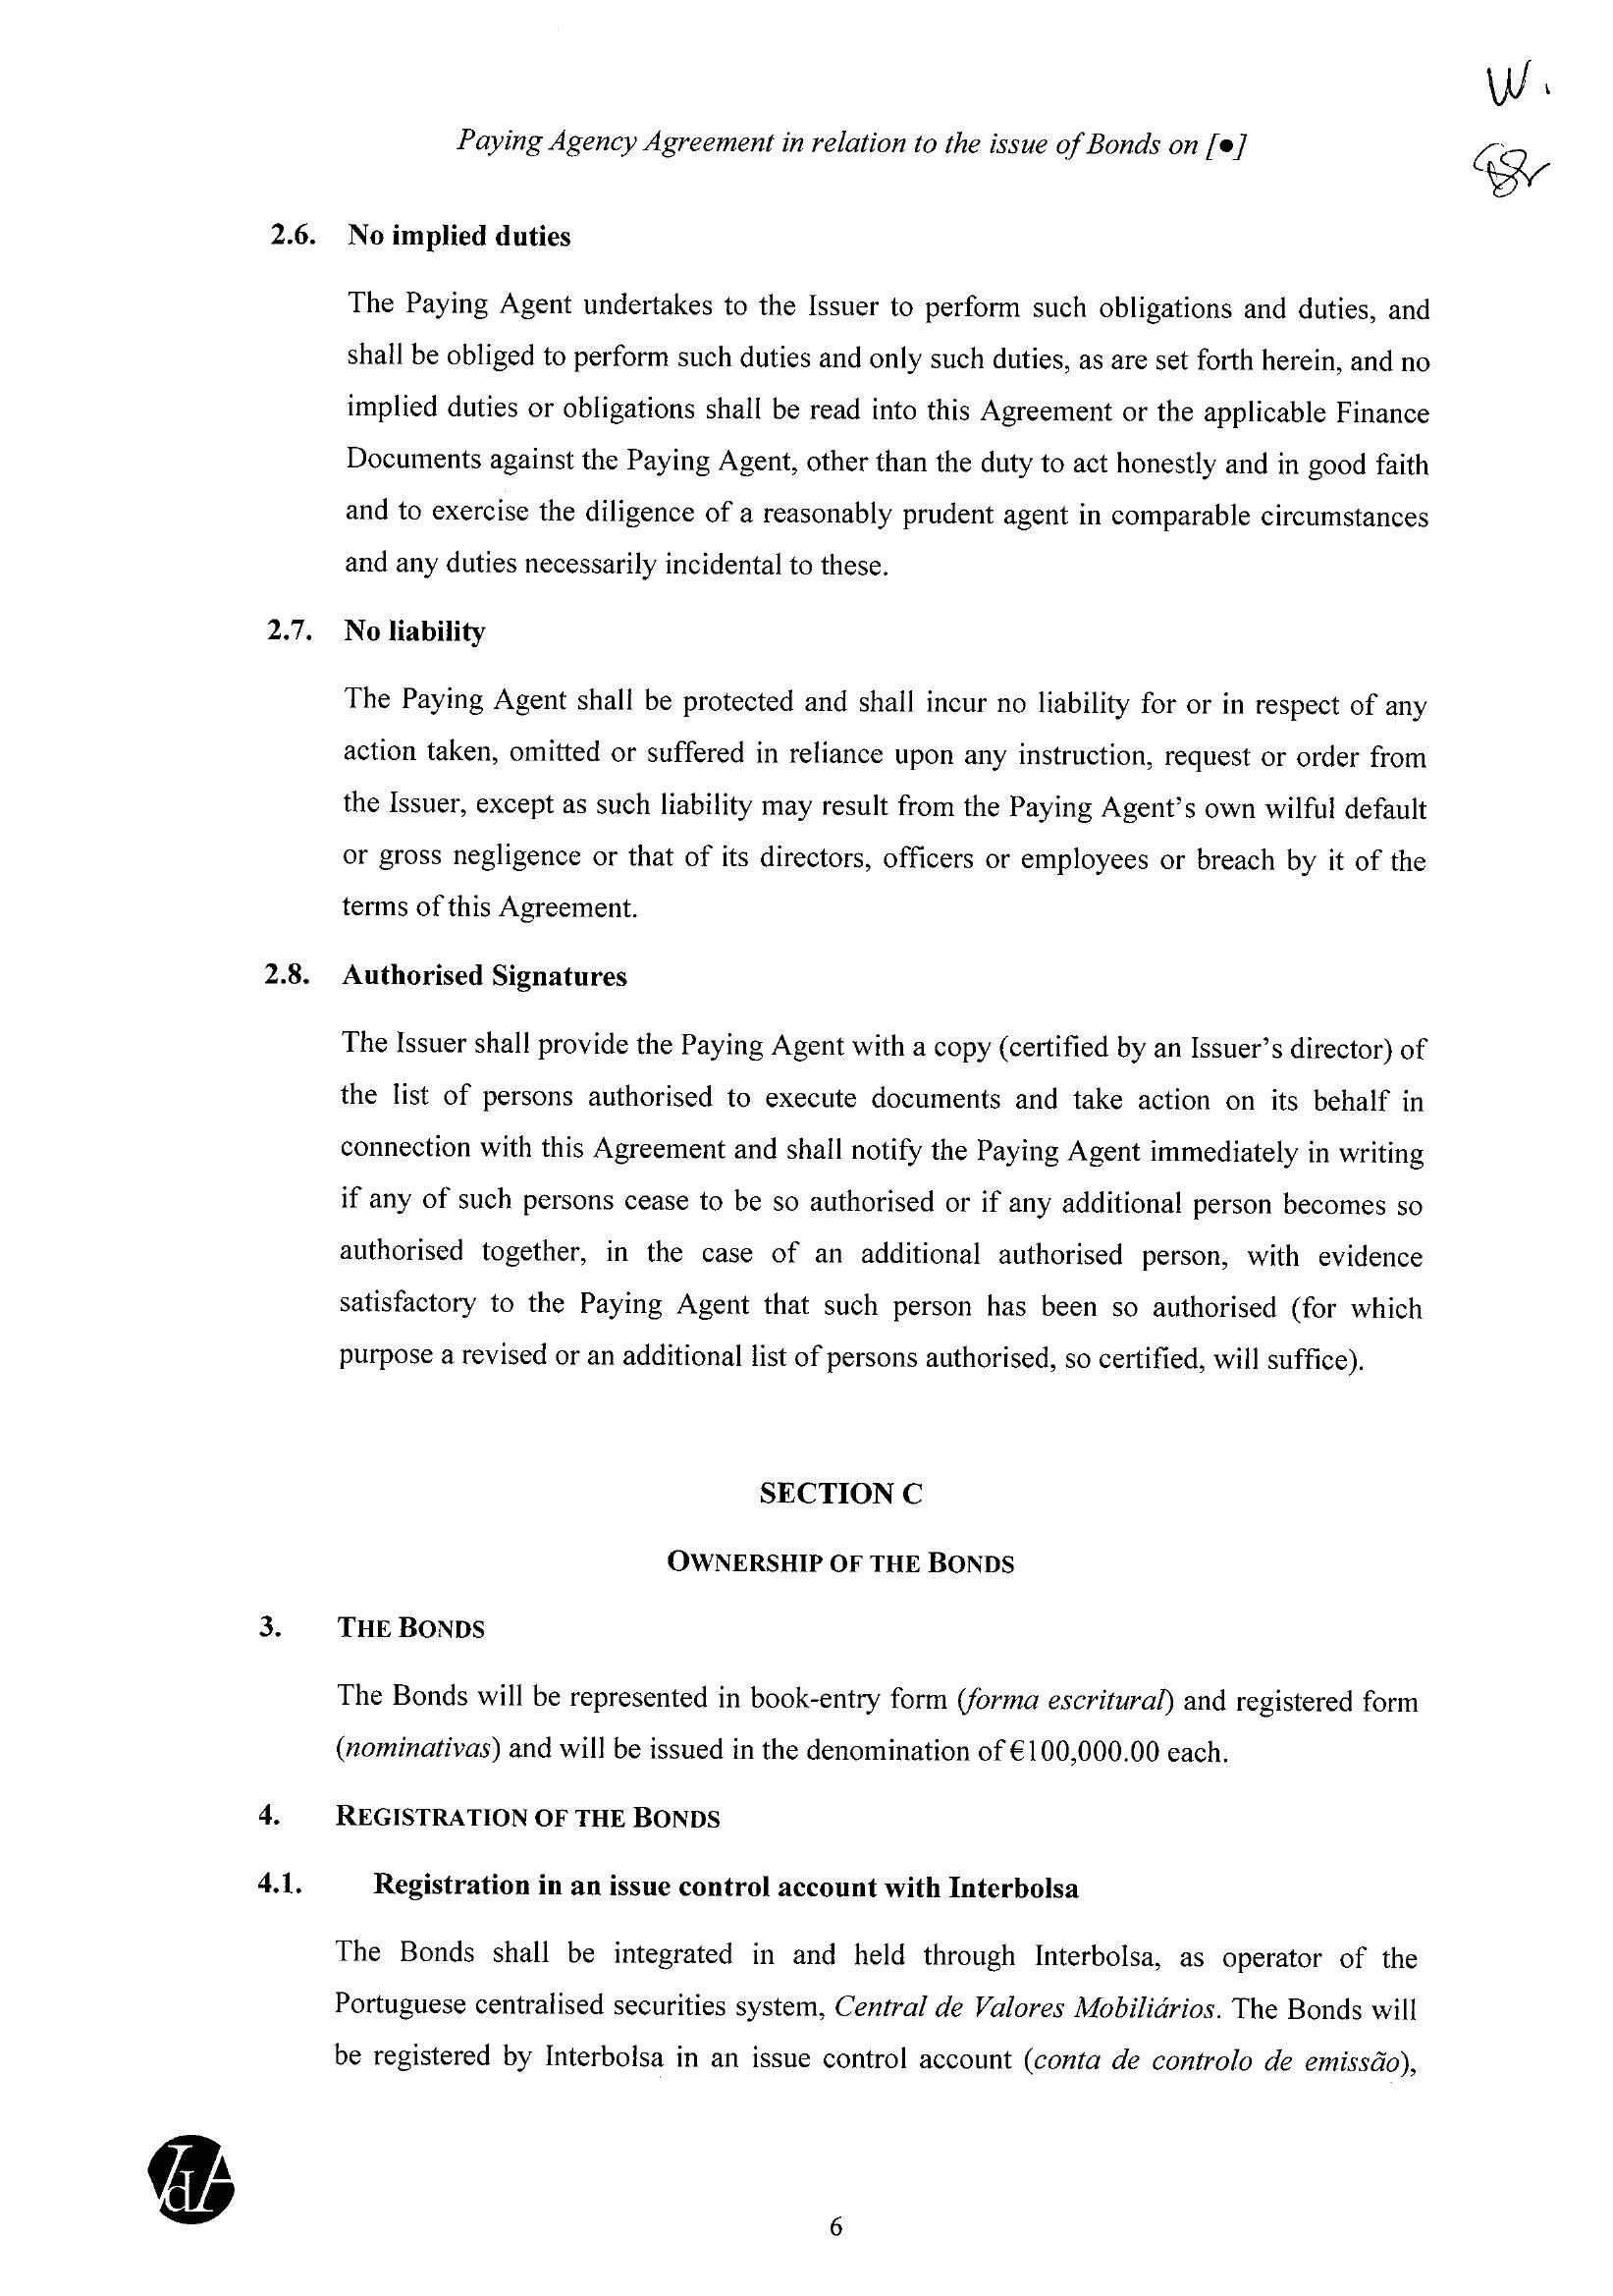 W.
Paying Agency Agreement in relation to the issue of Bonds on [●]
2.6. No implied duties
The Paying Agent undertakes to the Issuer to perform such obligations and duties, and
shall be obliged to perform such duties and only such duties, as are set forth herein, and no
implied duties or obligations shall be read into this Agreement or the applicable Finance
Documents against the Paying Agent, other than the duty to act honestly and in good faith
and to exercise the diligence of a reasonably prudent agent in comparable circumstances
and any duties necessarily incidental to these.
2.7. No liability
The Paying Agent shall be protected and shall incur no liability for or in respect of any
action taken, omitted or suffered in reliance upon any instruction, request or order from
the Issuer, except as such liability may result from the Paying Agent's own wilful default
or gross negligence or that of its directors, officers or employees or breach by it of the
terms of this Agreement.
2.8. Authorised Signatures
The Issuer shall provide the Paying Agent with a copy (certified by an Issuer's director) of
the list of persons authorised to execute documents and take action on its behalf in
connection with this Agreement and shall notify the Paying Agent immediately in writing
if any of such persons cease to be so authorised or if any additional person becomes so
authorised together, in the case of an additional authorised person, with evidence
satisfactory to the Paying Agent that such person has been so authorised (for which
purpose a revised or an additional list of persons authorised, so certified, will suffice).
SECTION C
OWNERSHIP OF THE BONDS
3. THE BONDS
The Bonds will be represented in book-entry form (forma escritural) and registered form
(nominativas) and will be issued in the denomination of €100,000.00 each.
4. REGISTRATION OF THE BONDS
4.1. Registration in an issue control account with Interbolsa
The Bonds shall be integrated in and held through Interbolsa, as operator of the
Portuguese centralised securities system, Central de Valores Mobiliários. The Bonds will
be registered by Interbolsa in an issue control account (conta de controlo de emissão),
VdA
6